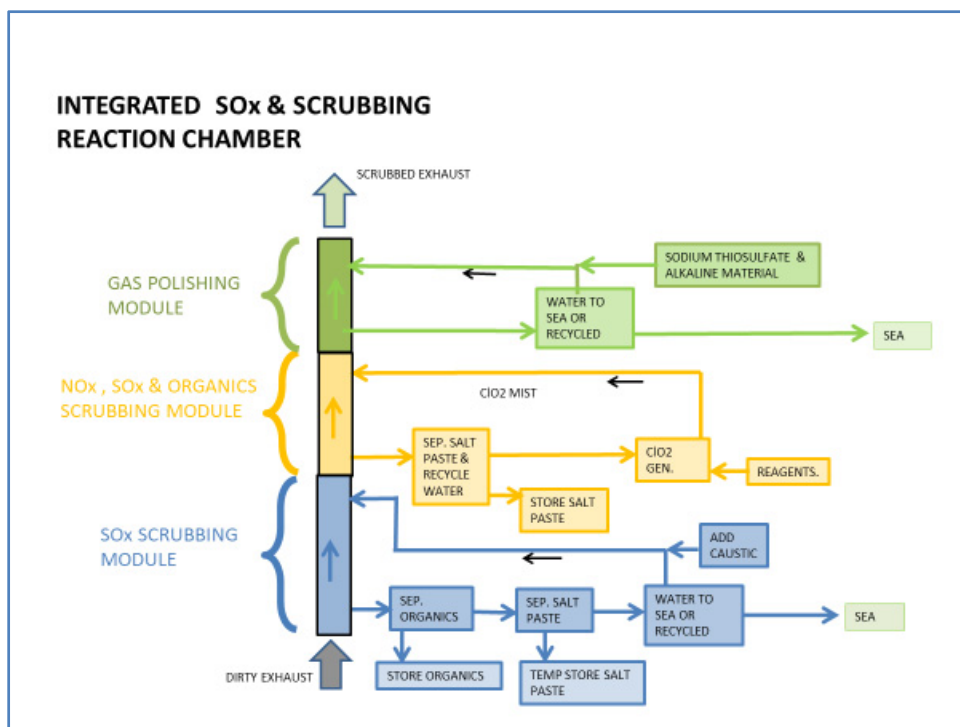 INTEGRATED SOx & SCRUBBING
REACTION CHAMBER
SCRUBBED EXHAUST
GAS POLISHING
MODULE
SODIUM THIOSULFATE &
ALKALINE MATERIAL
WATER TO
SEA OR
RECYCLED
SEA
NOx , SOx & ORGANICS
SCRUBBING MODULE
ClO2 MIST
SEP. SALT
PASTE &
RECYCLE
WATER
ClO2
GEN.
REAGENTS.
STORE SALT
PASTE
SOx SCRUBBING
MODULE
ADD
CAUSTIC
SEP.
ORGANICS
SEP. SALT
PASTE
WATER TO
SEA OR
RECYCLED
SEA
STORE ORGANICS
TEMP STORE SALT
PASTE
DIRTY EXHAUST